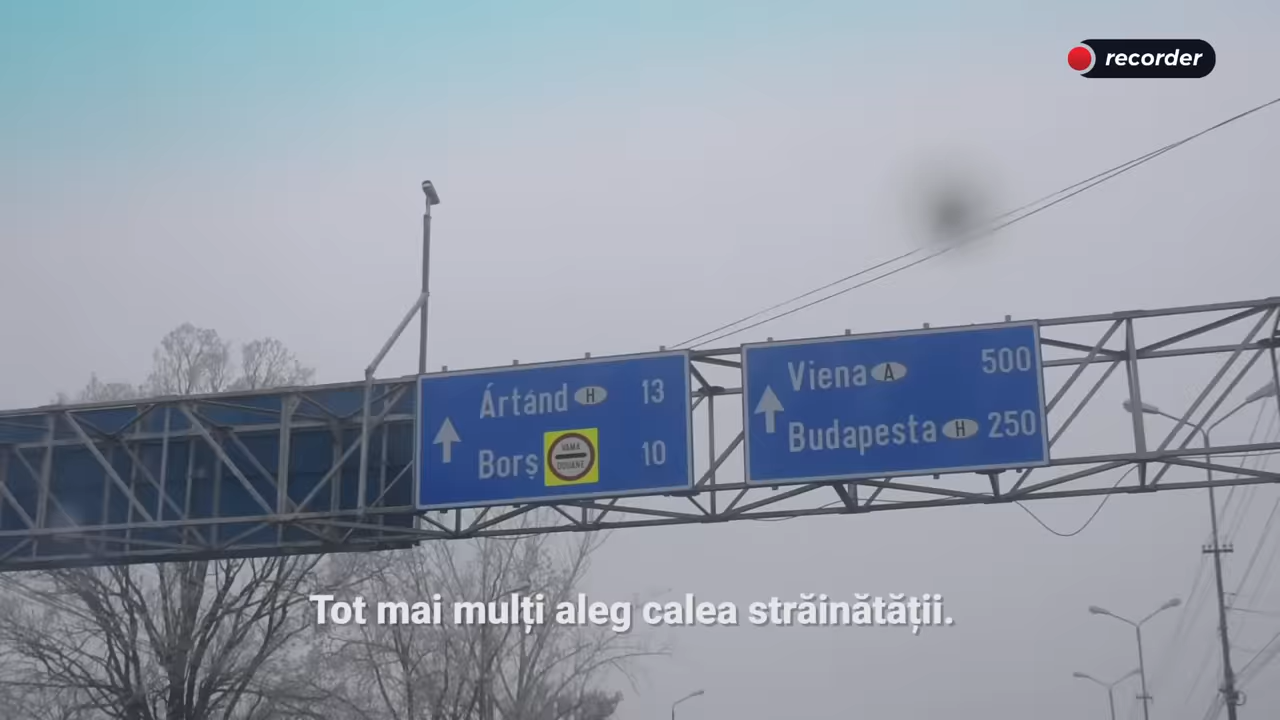 recorder
Ártánd H 13
Borș VAMA DOUANE 10
Viena A 500
Budapesta H 250
Tot mai mulți aleg calea străinătății.